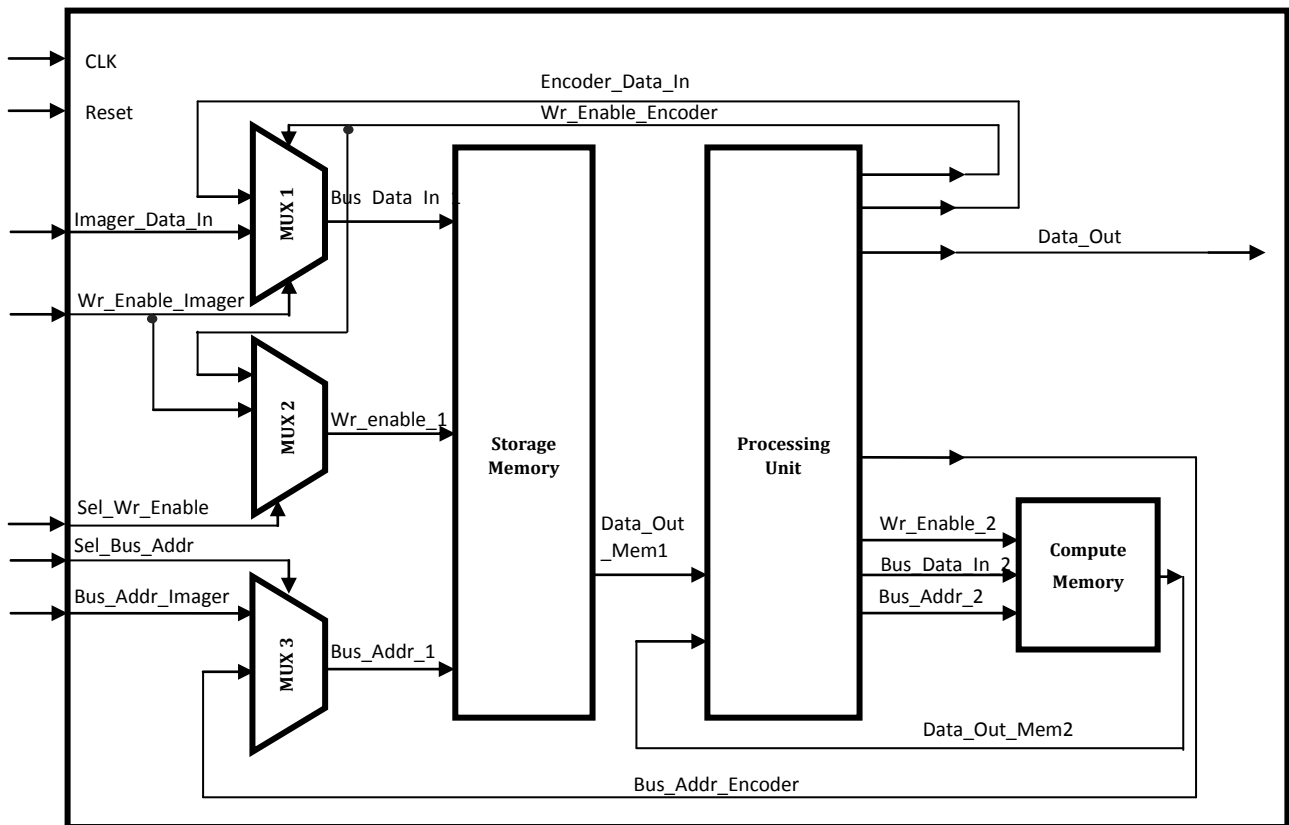 CLK
Encoder_Data_In
Reset
Wr_Enable_Encoder
MUX 1
Bus_Data_In_1
Imager_Data_In
Data_Out
Wr_Enable_Imager
MUX 2
Wr_enable_1
Storage
Memory
Processing
Unit
Sel_Wr_Enable
Sel_Bus_Addr
Data_Out
_Mem1
Wr_Enable_2
Bus_Data_In_2
Bus_Addr_2
Compute
Memory
Bus_Addr_Imager
MUX 3
Bus_Addr_1
Data_Out_Mem2
Bus_Addr_Encoder